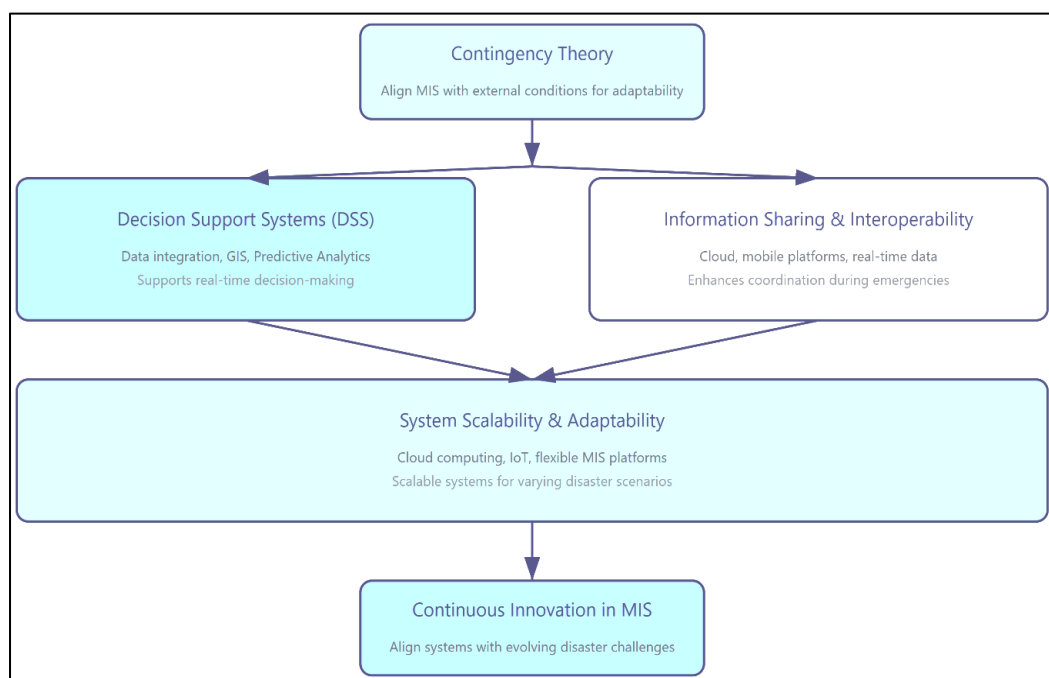 Contingency Theory
Align MIS with external conditions for adaptability
Decision Support Systems (DSS)
Data integration, GIS, Predictive Analytics
Supports real-time decision-making
Information Sharing & Interoperability
Cloud, mobile platforms, real-time data
Enhances coordination during emergencies
System Scalability & Adaptability
Cloud computing, IoT, flexible MIS platforms
Scalable systems for varying disaster scenarios
Continuous Innovation in MIS
Align systems with evolving disaster challenges